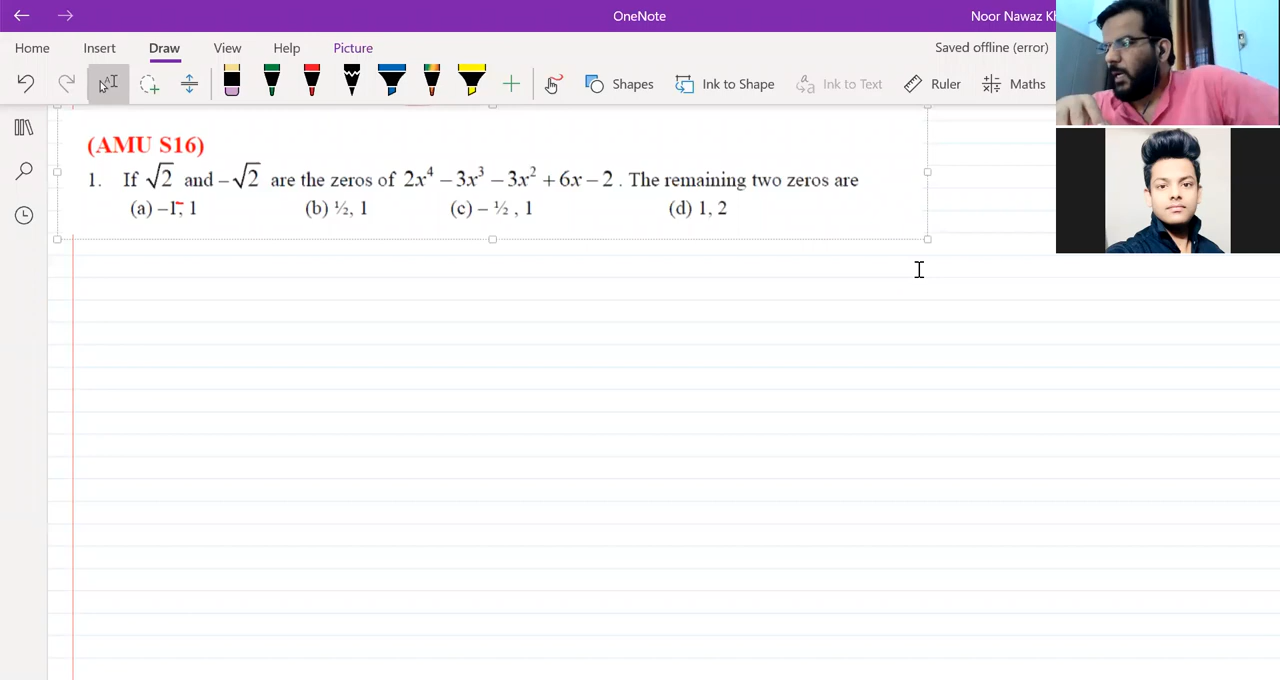 OneNote
Noor Nawaz Kh
Home Insert Draw View Help Picture
Saved offline (error)
Shapes Ink to Shape Ink to Text Ruler Maths
(AMU S16)
1. If √2 and –√2 are the zeros of 2x⁴ – 3x³ – 3x² + 6x – 2 . The remaining two zeros are
(a) –1, 1 (b) ½, 1 (c) – ½ , 1 (d) 1, 2